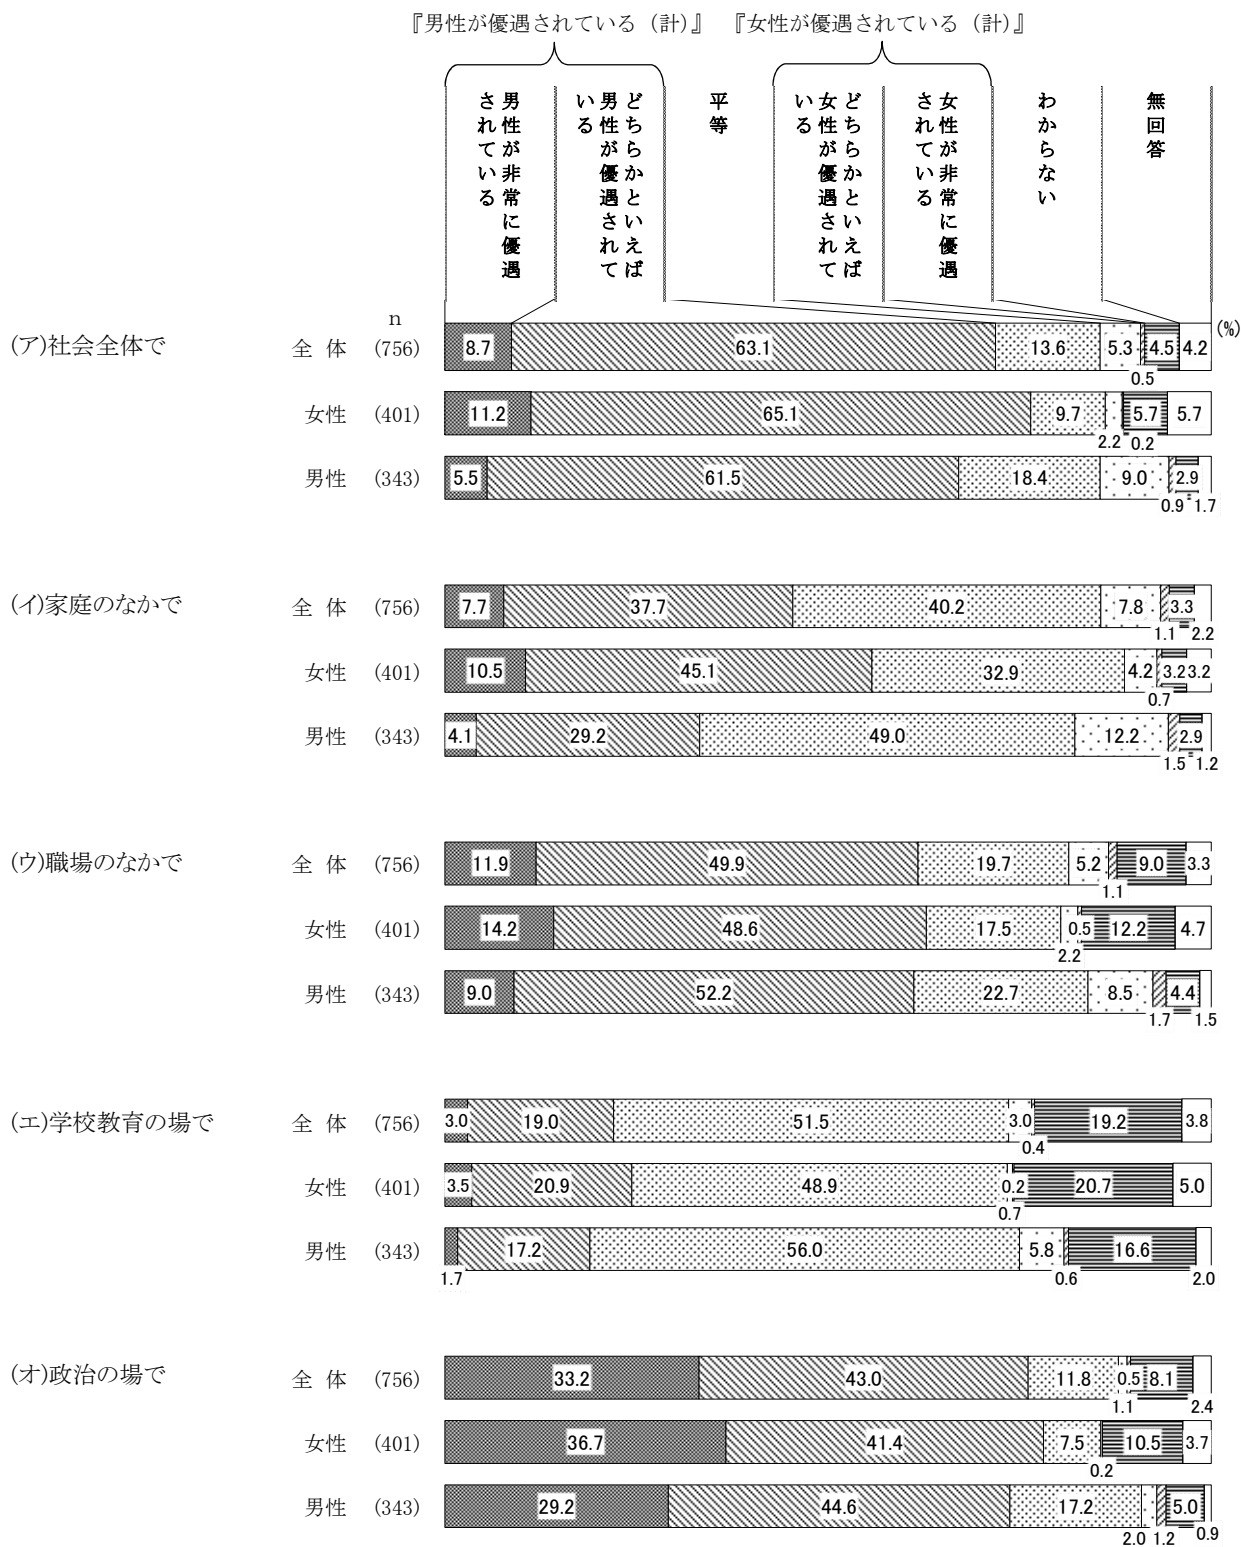 『男性が優遇されている（計）』 『女性が優遇されている（計）』
男性が非常に優遇
されている
どちらかといえば
男性が優遇されて
いる
平等
どちらかといえば
女性が優遇されて
いる
女性が非常に優遇
されている
わからない
無回答
n
(%)
(ア)社会全体で 全 体 (756) 8.7 63.1 13.6 5.3 0.5 4.5 4.2
女性 (401) 11.2 65.1 9.7 2.2 0.2 5.7 5.7
男性 (343) 5.5 61.5 18.4 9.0 0.9 2.9 1.7
(イ)家庭のなかで 全 体 (756) 7.7 37.7 40.2 7.8 1.1 3.3 2.2
女性 (401) 10.5 45.1 32.9 4.2 0.7 3.2 3.2
男性 (343) 4.1 29.2 49.0 12.2 1.5 2.9 1.2
(ウ)職場のなかで 全 体 (756) 11.9 49.9 19.7 5.2 1.1 9.0 3.3
女性 (401) 14.2 48.6 17.5 2.2 0.5 12.2 4.7
男性 (343) 9.0 52.2 22.7 8.5 1.7 4.4 1.5
(エ)学校教育の場で 全 体 (756) 3.0 19.0 51.5 3.0 0.4 19.2 3.8
女性 (401) 3.5 20.9 48.9 0.7 0.2 20.7 5.0
男性 (343) 1.7 17.2 56.0 5.8 0.6 16.6 2.0
(オ)政治の場で 全 体 (756) 33.2 43.0 11.8 1.1 0.5 8.1 2.4
女性 (401) 36.7 41.4 7.5 0.2 10.5 3.7
男性 (343) 29.2 44.6 17.2 2.0 1.2 5.0 0.9